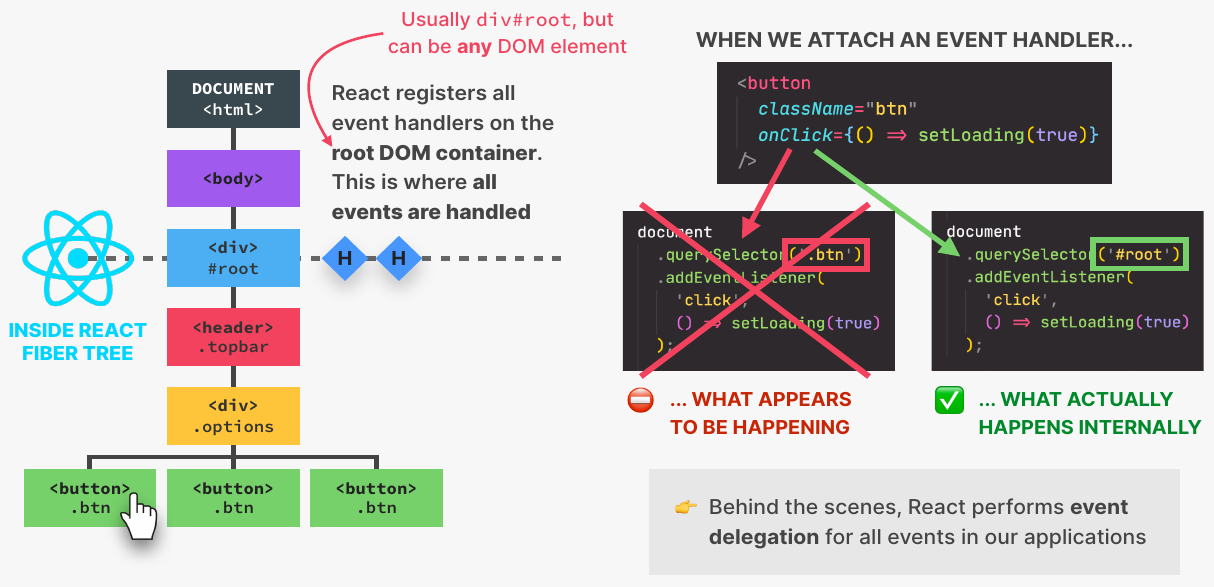 Usually div#root, but
can be any DOM element
DOCUMENT
<html>
<body>
<div>
#root
<header>
.topbar
<div>
.options
<button>
.btn
<button>
.btn
<button>
.btn
INSIDE REACT
FIBER TREE
React registers all
event handlers on the
root DOM container.
This is where all
events are handled
H
H
WHEN WE ATTACH AN EVENT HANDLER...
<button
className="btn"
onClick={() => setLoading(true)}
/>
document
.querySelector('.btn')
.addEventListener(
'click',
() => setLoading(true)
);
... WHAT APPEARS
TO BE HAPPENING
document
.querySelector('#root')
.addEventListener(
'click',
() => setLoading(true)
);
... WHAT ACTUALLY
HAPPENS INTERNALLY
👉 Behind the scenes, React performs event
delegation for all events in our applications